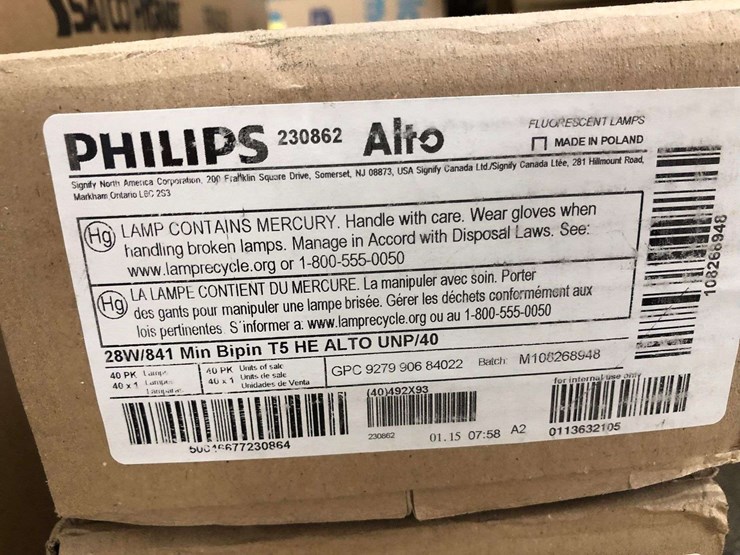 PHILIPS 230862 Alto
FLUORESCENT LAMPS
MADE IN POLAND
Signify North America Corporation, 200 Franklin Square Drive, Somerset, NJ 08873, USA Signify Canada Ltd./Signify Canada Ltée, 281 Hillmount Road,
Markham Ontario L6C 2S3
Hg LAMP CONTAINS MERCURY. Handle with care. Wear gloves when
handling broken lamps. Manage in Accord with Disposal Laws. See:
www.lamprecycle.org or 1-800-555-0050
Hg LA LAMPE CONTIENT DU MERCURE. La manipuler avec soin. Porter
des gants pour manipuler une lampe brisée. Gérer les déchets conformément aux
lois pertinentes. S'informer a: www.lamprecycle.org ou au 1-800-555-0050
108266948
28W/841 Min Bipin T5 HE ALTO UNP/40
40 PK Lamps
40 x 1 Lampes
Lamparas
40 PK Units of sale
40 x 1 Unités de sale
Unidades de Venta
GPC 9279 906 84022 Batch: M108268948
(40)492X93
for internal use only
230862
01.15 07:58 A2
0113632105